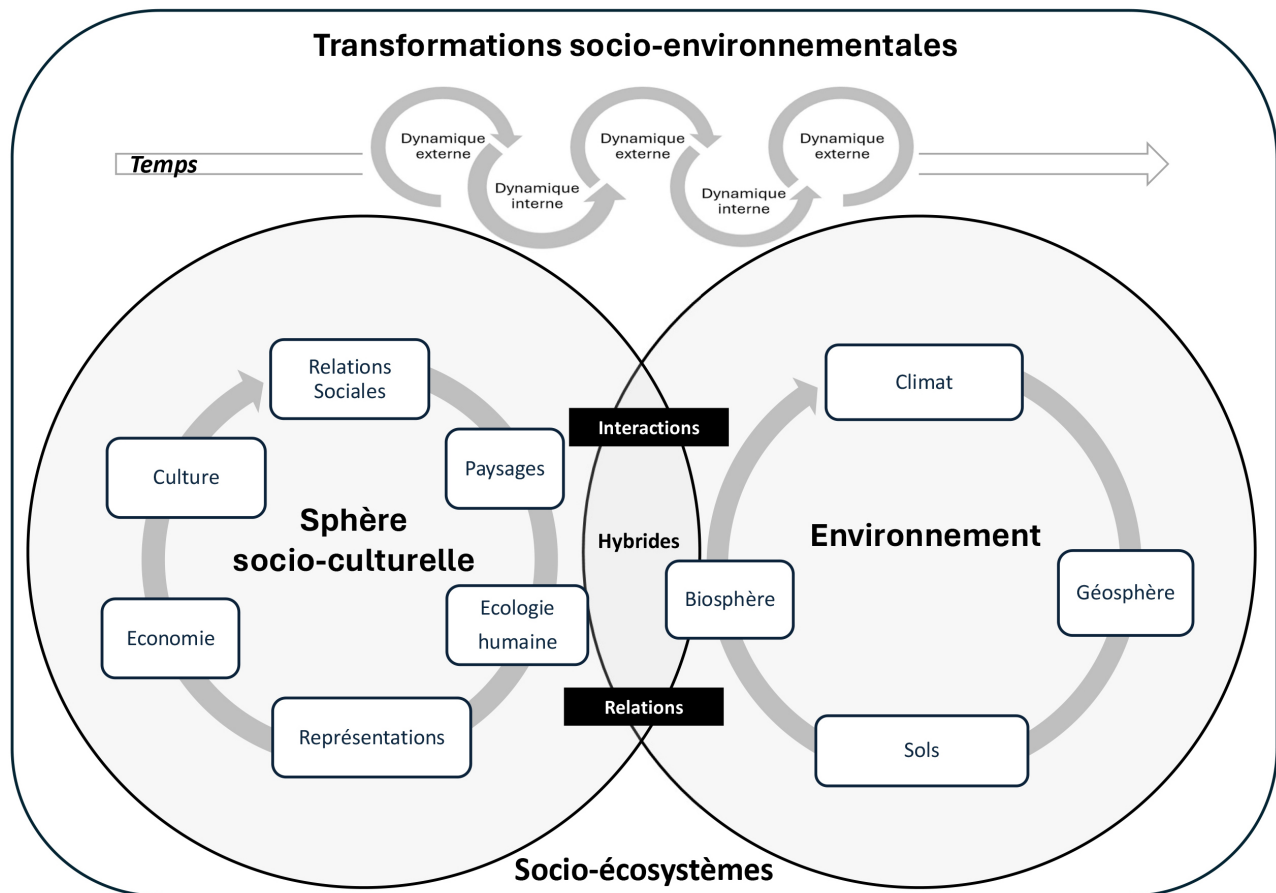 Transformations socio-environnementales
Temps
Dynamique
externe
Dynamique
interne
Dynamique
externe
Dynamique
interne
Dynamique
externe
Relations
Sociales
Paysages
Culture
Sphère
socio-culturelle
Economie
Ecologie
humaine
Représentations
Interactions
Hybrides
Relations
Climat
Environnement
Biosphère
Géosphère
Sols
Socio-écosystèmes